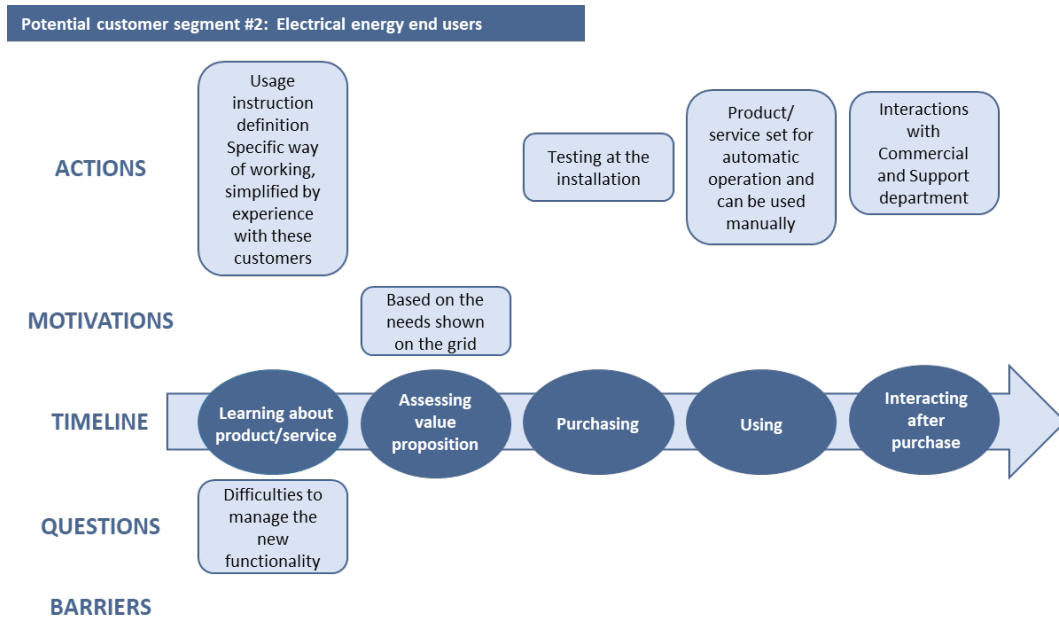 Potential customer segment #2:  Electrical energy end users
ACTIONS
Usage
instruction
definition
Specific way
of working,
simplified by
experience
with these
customers
Testing at the
installation
Product/
service set for
automatic
operation and
can be used
manually
Interactions
with
Commercial
and Support
department
MOTIVATIONS
Based on the
needs shown
on the grid
TIMELINE
Learning about
product/service
Assessing
value
proposition
Purchasing
Using
Interacting
after
purchase
QUESTIONS
Difficulties to
manage the
new
functionality
BARRIERS